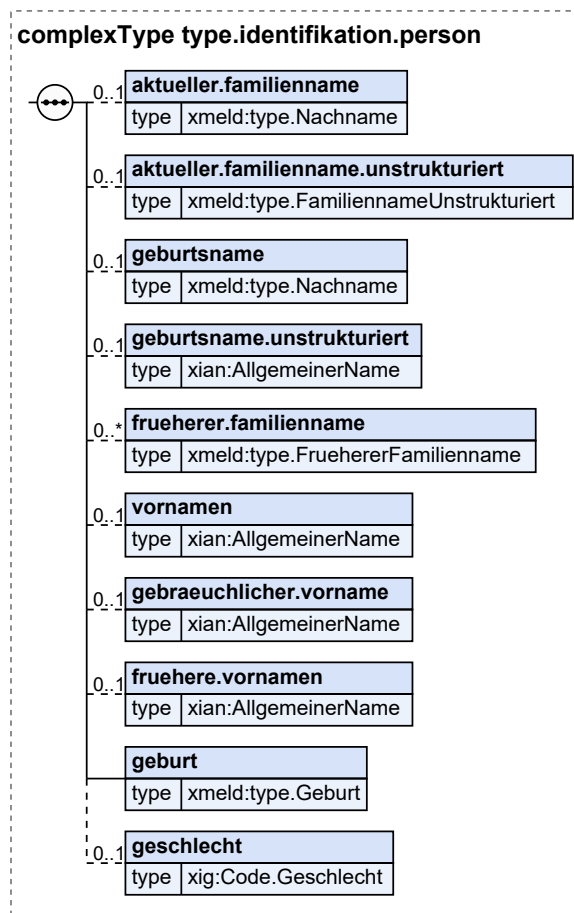 complexType type.identifikation.person
0..1 aktueller.familienname
type xmeld:type.Nachname
0..1 aktueller.familienname.unstrukturiert
type xmeld:type.FamiliennameUnstrukturiert
0..1 geburtsname
type xmeld:type.Nachname
0..1 geburtsname.unstrukturiert
type xian:AllgemeinerName
0..* frueherer.familienname
type xmeld:type.FruehererFamilienname
0..1 vornamen
type xian:AllgemeinerName
0..1 gebraeuchlicher.vorname
type xian:AllgemeinerName
0..1 fruehere.vornamen
type xian:AllgemeinerName
geburt
type xmeld:type.Geburt
0..1 geschlecht
type xig:Code.Geschlecht